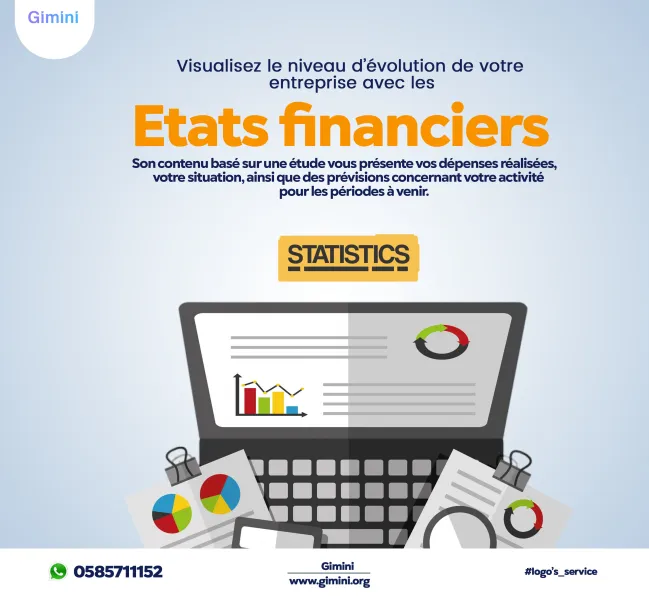 Gimini
Visualisez le niveau d'évolution de votre
entreprise avec les
Etats financiers
Son contenu basé sur une étude vous présente vos dépenses réalisées,
votre situation, ainsi que des prévisions concernant votre activité
pour les périodes à venir.
STATISTICS
0585711152
Gimini
www.gimini.org
#logo's_service